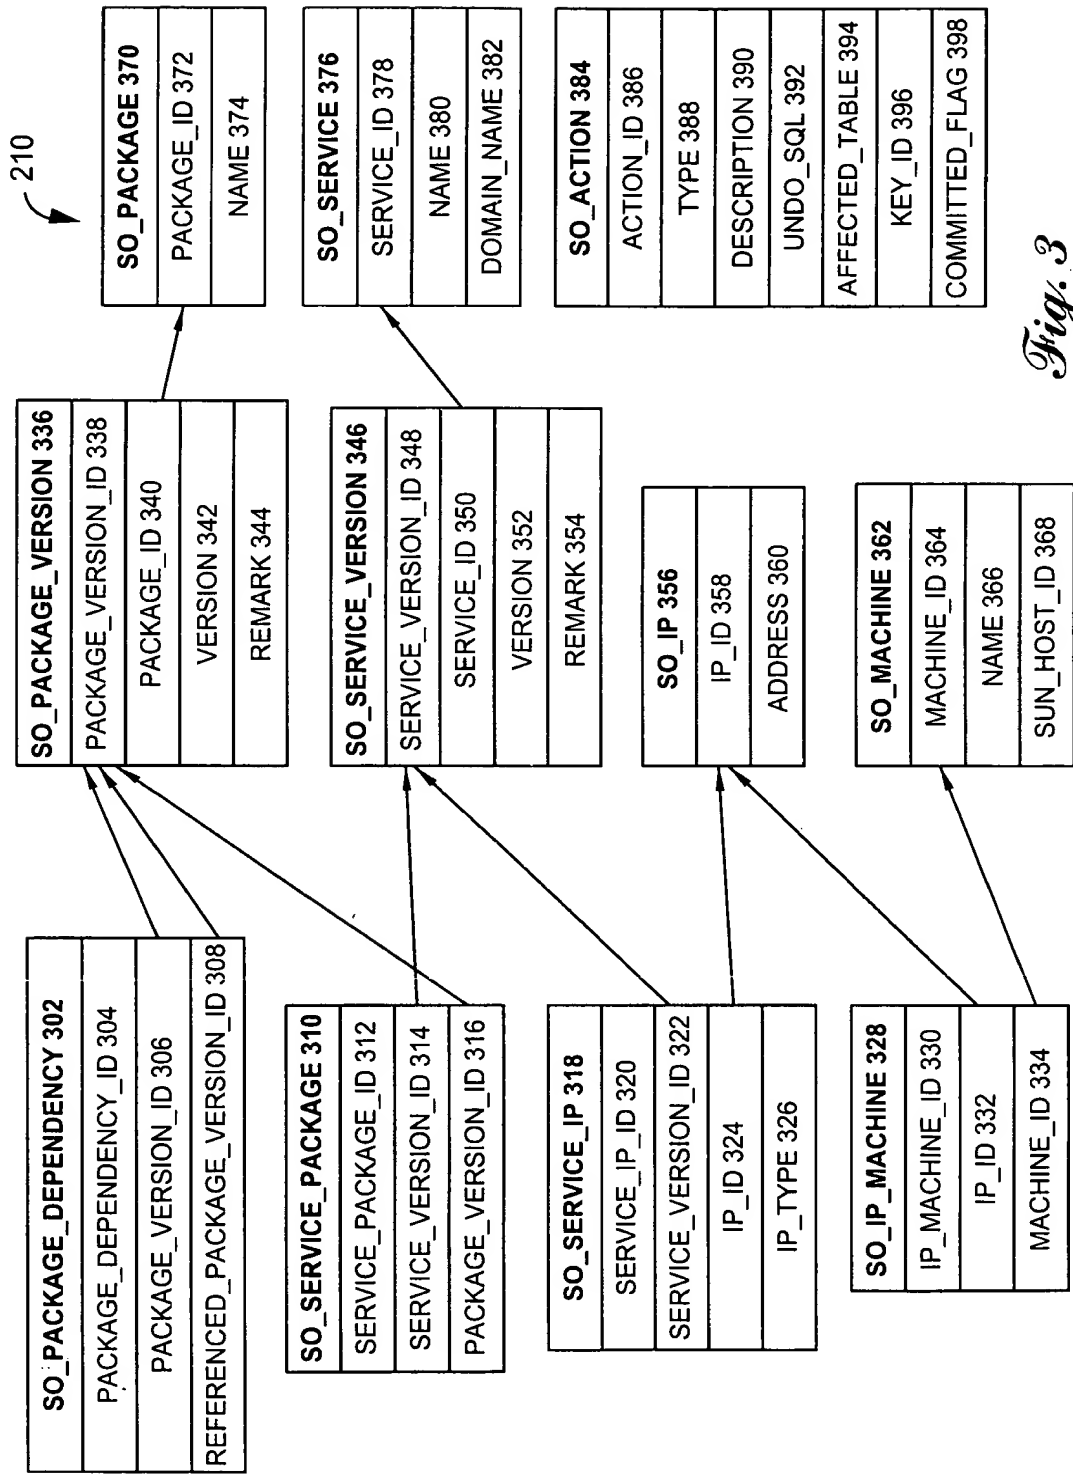 SO_PACKAGE_DEPENDENCY 302
PACKAGE_DEPENDENCY_ID 304
PACKAGE_VERSION_ID 306
REFERENCED_PACKAGE_VERSION_ID 308
SO_SERVICE_PACKAGE 310
SERVICE_PACKAGE_ID 312
SERVICE_VERSION_ID 314
PACKAGE_VERSION_ID 316
SO_SERVICE_IP 318
SERVICE_IP_ID 320
SERVICE_VERSION_ID 322
IP_ID 324
IP_TYPE 326
SO_IP_MACHINE 328
IP_MACHINE_ID 330
IP_ID 332
MACHINE_ID 334
SO_PACKAGE_VERSION 336
PACKAGE_VERSION_ID 338
PACKAGE_ID 340
VERSION 342
REMARK 344
SO_SERVICE_VERSION 346
SERVICE_VERSION_ID 348
SERVICE_ID 350
VERSION 352
REMARK 354
SO_IP 356
IP_ID 358
ADDRESS 360
SO_MACHINE 362
MACHINE_ID 364
NAME 366
SUN_HOST_ID 368
210
SO_PACKAGE 370
PACKAGE_ID 372
NAME 374
SO_SERVICE 376
SERVICE_ID 378
NAME 380
DOMAIN_NAME 382
SO_ACTION 384
ACTION_ID 386
TYPE 388
DESCRIPTION 390
UNDO_SQL 392
AFFECTED_TABLE 394
KEY_ID 396
COMMITTED_FLAG 398
Fig. 3